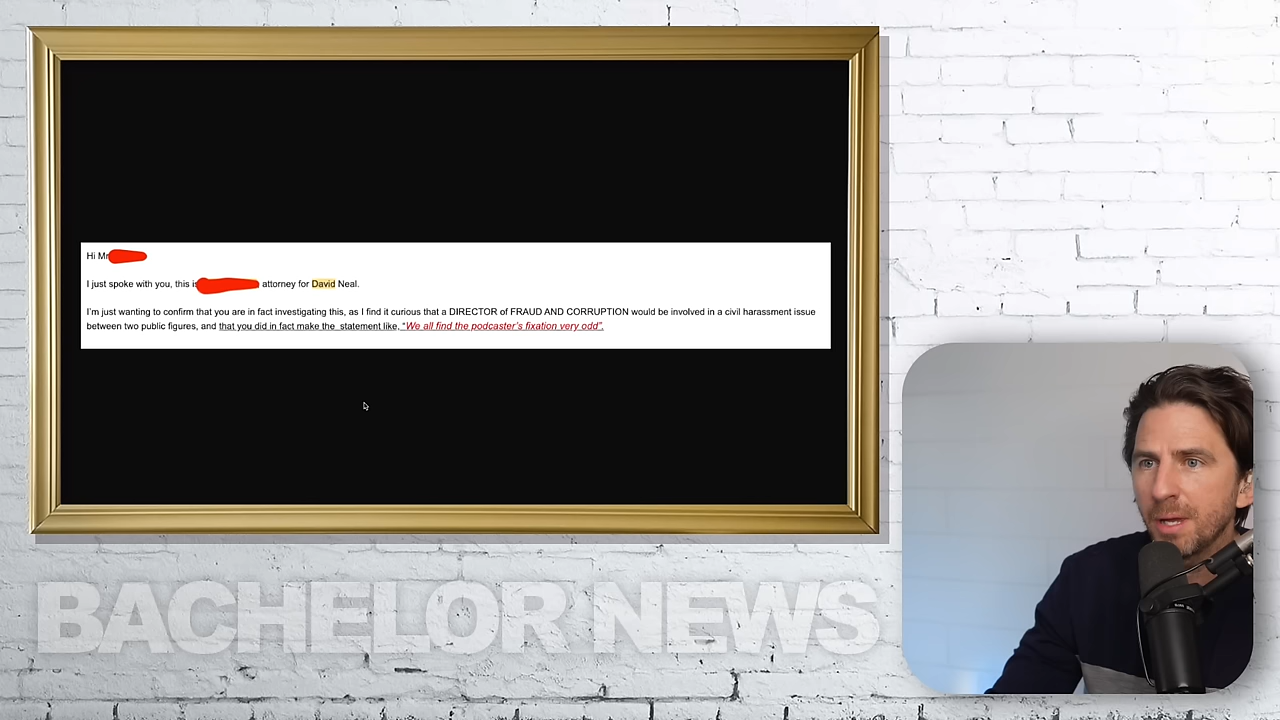 Hi Mr
I just spoke with you, this is attorney for David Neal.
I'm just wanting to confirm that you are in fact investigating this, as I find it curious that a DIRECTOR of FRAUD AND CORRUPTION would be involved in a civil harassment issue
between two public figures, and that you did in fact make the statement like, "We all find the podcaster's fixation very odd".
BACHELOR NEWS